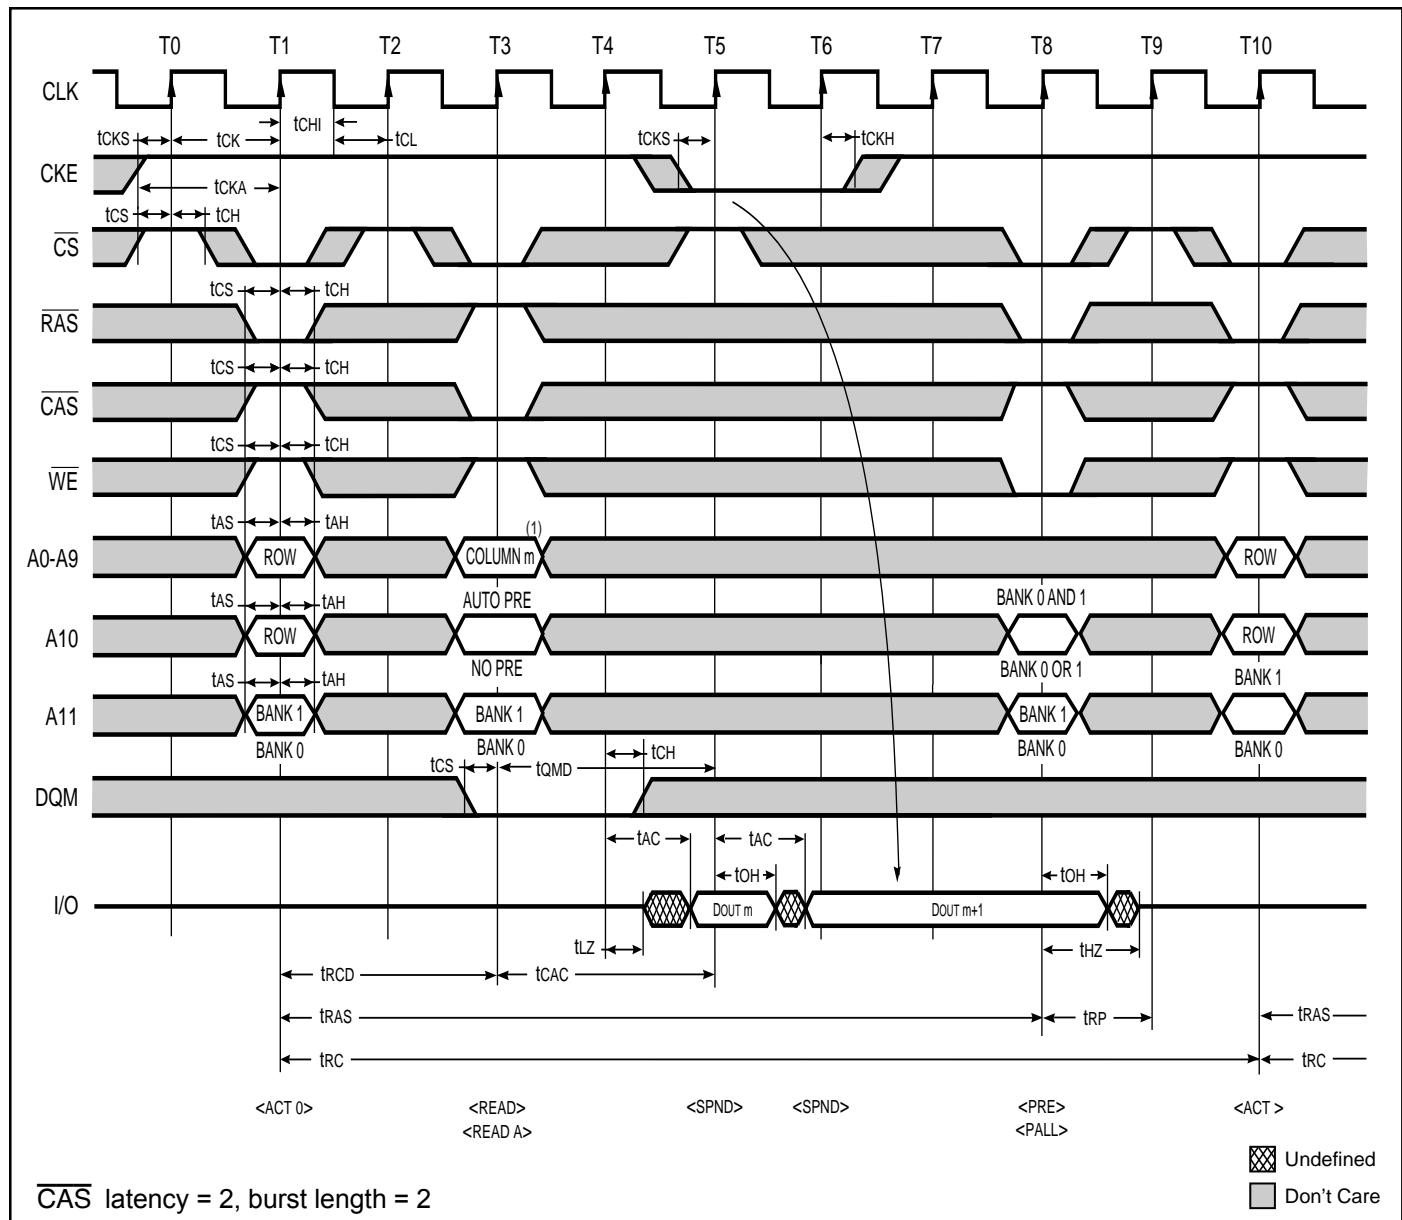 T0 T1 T2 T3 T4 T5 T6 T7 T8 T9 T10
CLK
tCHI
tCKS tCK tCL tCKS tCKH
CKE
tCKA
tCS tCH
CS
tCS tCH
RAS
tCS tCH
CAS
tCS tCH
WE
tAS tAH (1)
A0-A9 ROW COLUMN m ROW
tAS tAH AUTO PRE BANK 0 AND 1
A10 ROW ROW
NO PRE BANK 0 OR 1 BANK 1
tAS tAH
A11 BANK 1 BANK 1 BANK 1
BANK 0 BANK 0 BANK 0 BANK 0
tCH
tCS tQMD
DQM
tAC tAC
tOH tOH
I/O DOUT m DOUT m+1
tLZ tHZ
tRCD tCAC
tRAS tRP tRAS
tRC tRC
<ACT 0> <READ> <SPND> <SPND> <PRE> <ACT >
<READ A> <PALL>
Undefined
CAS latency = 2, burst length = 2 Don't Care